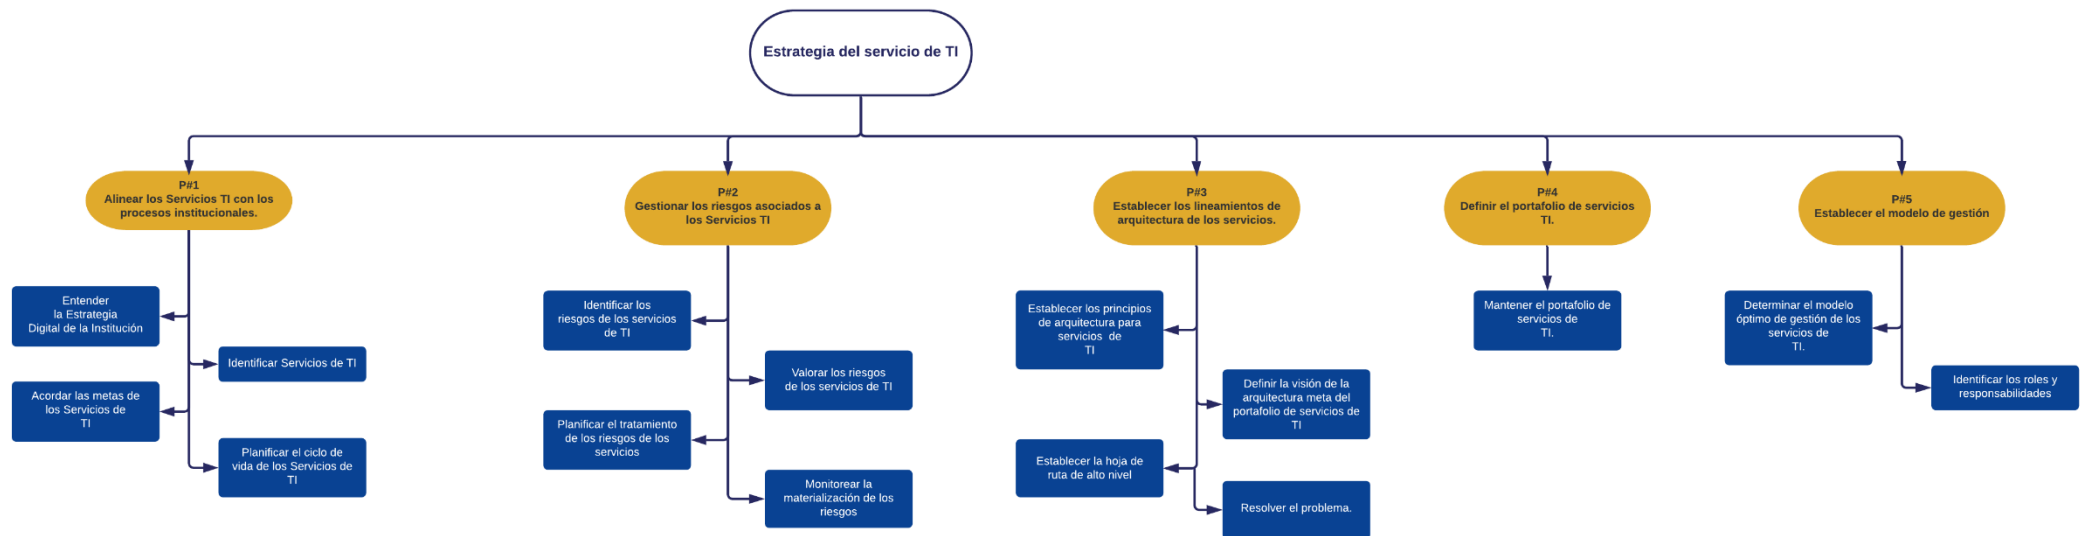 Estrategia del servicio de TI
P#1
Alinear los Servicios TI con los
procesos institucionales.
P#2
Gestionar los riesgos asociados a
los Servicios TI
P#3
Establecer los lineamientos de
arquitectura de los servicios.
P#4
Definir el portafolio de servicios
TI.
P#5
Establecer el modelo de gestión
Entender
la Estrategia
Digital de la Institución
Identificar Servicios de TI
Acordar las metas de
los Servicios de
TI
Planificar el ciclo de
vida de los Servicios de
TI
Identificar los
riesgos de los servicios
de TI
Valorar los riesgos
de los servicios de TI
Planificar el tratamiento
de los riesgos de los
servicios
Monitorear la
materialización de los
riesgos
Establecer los principios
de arquitectura para
servicios de
TI
Definir la visión de la
arquitectura meta del
portafolio de servicios de
TI
Establecer la hoja de
ruta de alto nivel
Resolver el problema.
Mantener el portafolio de
servicios de
TI.
Determinar el modelo
óptimo de gestión de los
servicios de
TI.
Identificar los roles y
responsabilidades